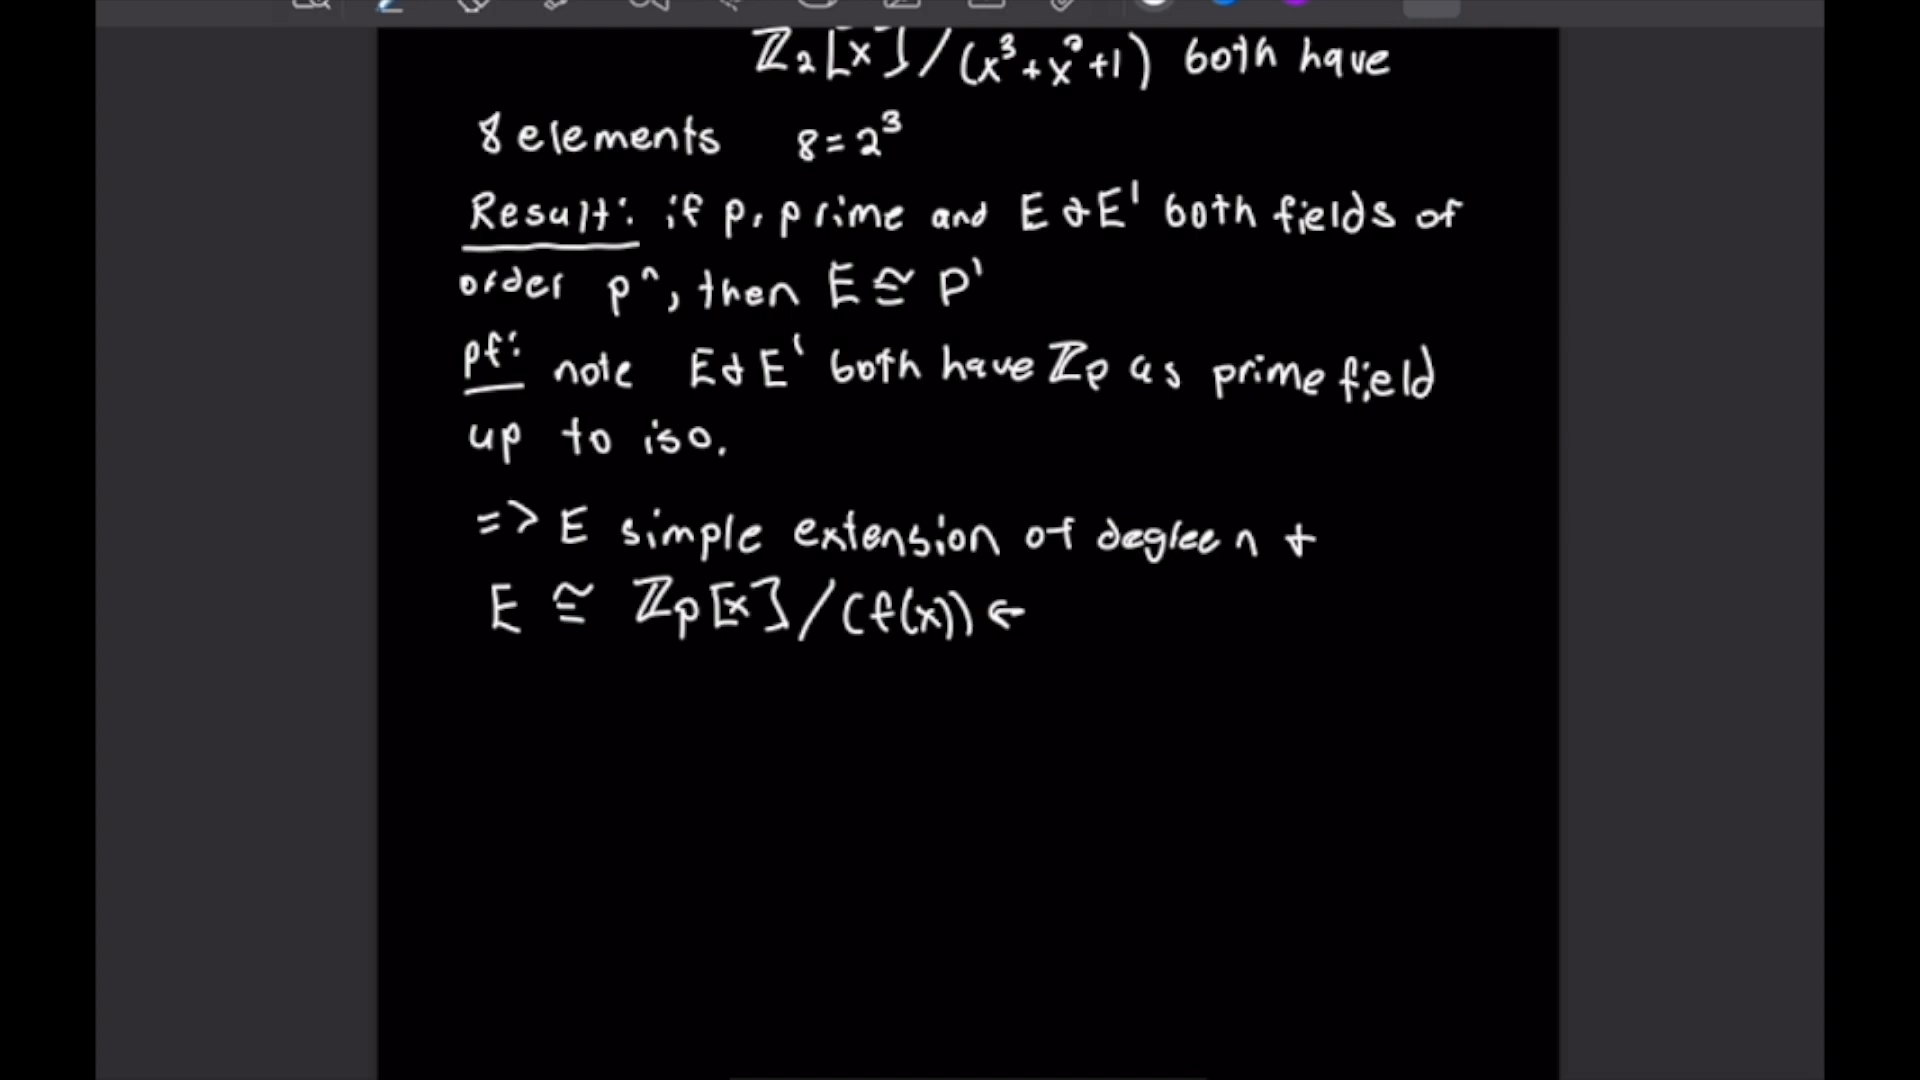 ℤ₂[x]/(x³+x²+1) both have
8 elements 8=2³
Result: if p, prime and E & E' both fields of
order pⁿ, then E ≅ P'
pf: note E & E' both have ℤp as prime field
up to iso.
=> E simple extension of degree n +
E ≅ ℤp[x]/(f(x)) ←